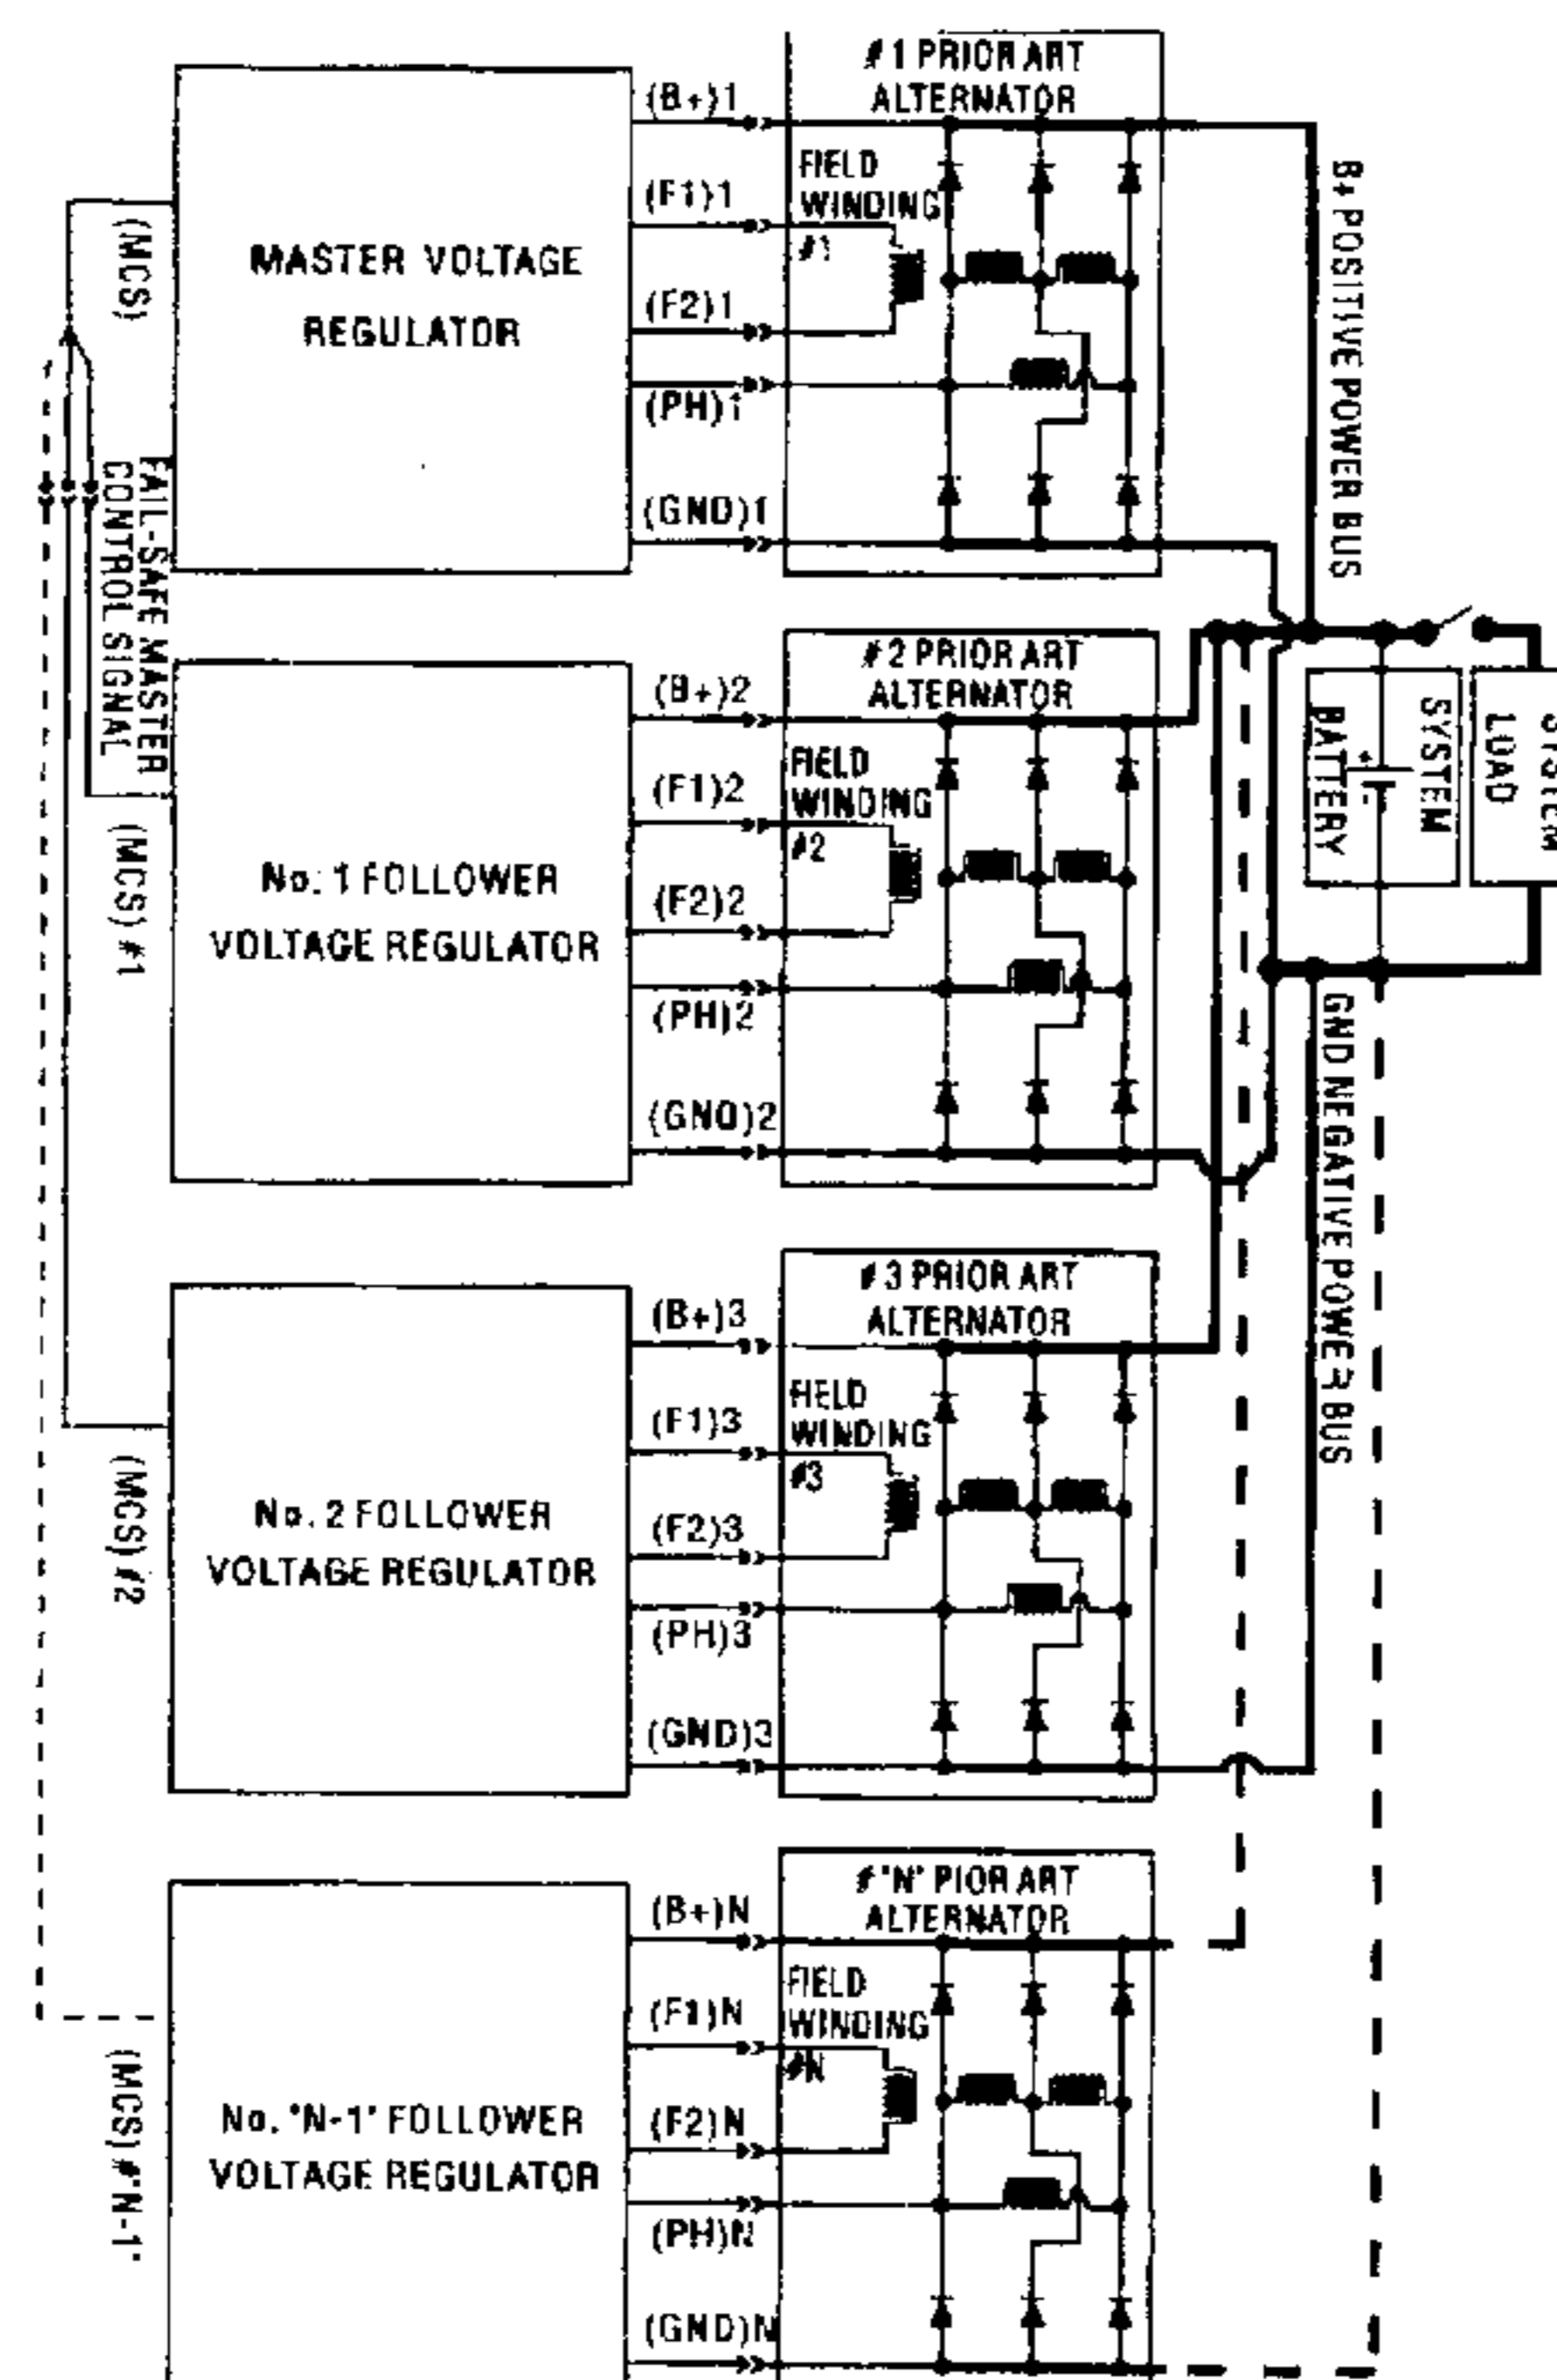 #1 PRIOR ART
ALTERNATOR
(B+)1
FIELD
WINDING
#1
(F1)1
(F2)1
(PH)1
(GND)1
MASTER VOLTAGE
REGULATOR
(MCS)
FAIL-SAFE MASTER
CONTROL SIGNAL
B+ POSITIVE POWER BUS
#2 PRIOR ART
ALTERNATOR
(B+)2
FIELD
WINDING
#2
(F1)2
(F2)2
(PH)2
(GND)2
No. 1 FOLLOWER
VOLTAGE REGULATOR
(MCS) #1
SYSTEM
BATTERY
+
-
SYSTEM
LOAD
GND NEGATIVE POWER BUS
#3 PRIOR ART
ALTERNATOR
(B+)3
FIELD
WINDING
#3
(F1)3
(F2)3
(PH)3
(GND)3
No. 2 FOLLOWER
VOLTAGE REGULATOR
(MCS) #2
#"N" PIOR ART
ALTERNATOR
(B+)N
FIELD
WINDING
#N
(F1)N
(F2)N
(PH)N
(GND)N
No. "N-1" FOLLOWER
VOLTAGE REGULATOR
(MCS) #"N-1"